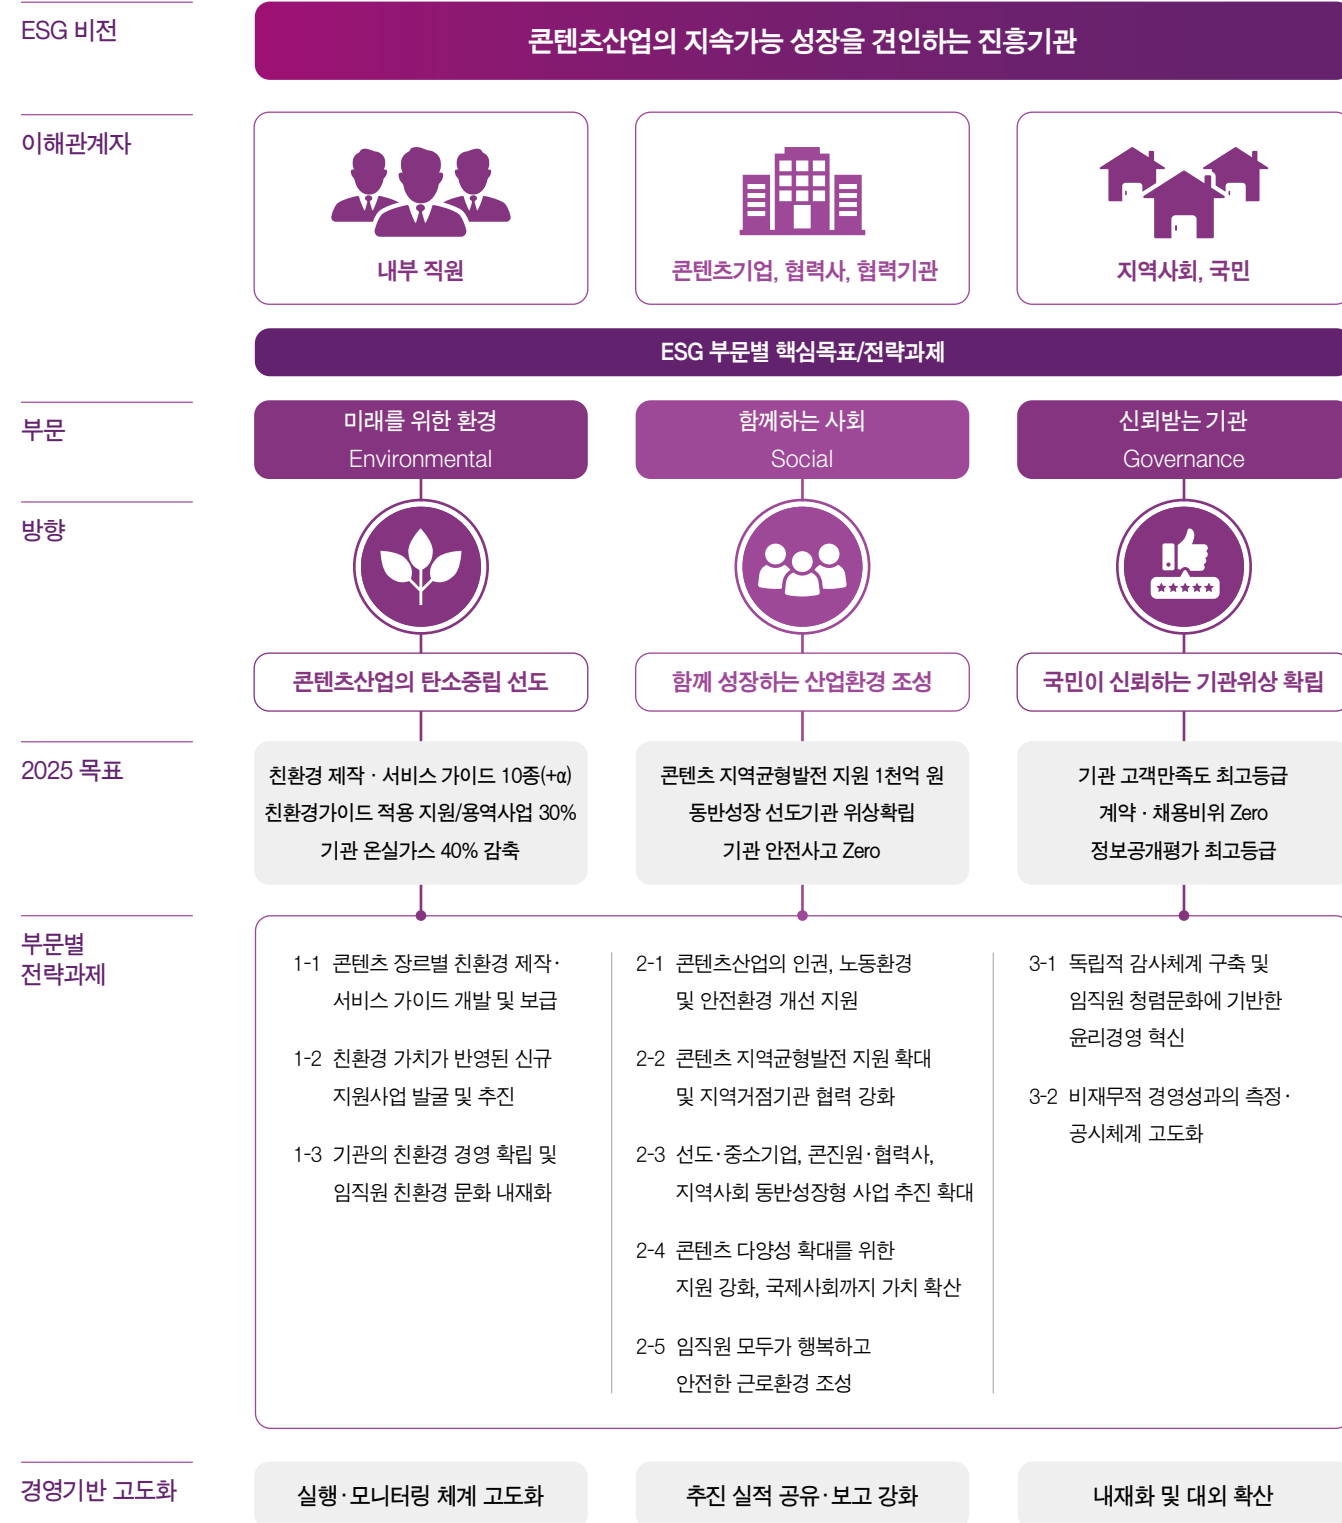 ESG 비전
콘텐츠산업의 지속가능 성장을 견인하는 진흥기관
이해관계자
내부 직원
콘텐츠기업, 협력사, 협력기관
지역사회, 국민
ESG 부문별 핵심목표/전략과제
부문
미래를 위한 환경
Environmental
함께하는 사회
Social
신뢰받는 기관
Governance
방향
콘텐츠산업의 탄소중립 선도
함께 성장하는 산업환경 조성
국민이 신뢰하는 기관위상 확립
2025 목표
친환경 제작 · 서비스 가이드 10종(+α)
친환경가이드 적용 지원/용역사업 30%
기관 온실가스 40% 감축
콘텐츠 지역균형발전 지원 1천억 원
동반성장 선도기관 위상확립
기관 안전사고 Zero
기관 고객만족도 최고등급
계약 · 채용비위 Zero
정보공개평가 최고등급
부문별
전략과제
1-1 콘텐츠 장르별 친환경 제작·
서비스 가이드 개발 및 보급
1-2 친환경 가치가 반영된 신규
지원사업 발굴 및 추진
1-3 기관의 친환경 경영 확립 및
임직원 친환경 문화 내재화
2-1 콘텐츠산업의 인권, 노동환경
및 안전환경 개선 지원
2-2 콘텐츠 지역균형발전 지원 확대
및 지역거점기관 협력 강화
2-3 선도·중소기업, 콘진원·협력사,
지역사회 동반성장형 사업 추진 확대
2-4 콘텐츠 다양성 확대를 위한
지원 강화, 국제사회까지 가치 확산
2-5 임직원 모두가 행복하고
안전한 근로환경 조성
3-1 독립적 감사체계 구축 및
임직원 청렴문화에 기반한
윤리경영 혁신
3-2 비재무적 경영성과의 측정·
공시체계 고도화
경영기반 고도화
실행·모니터링 체계 고도화
추진 실적 공유·보고 강화
내재화 및 대외 확산